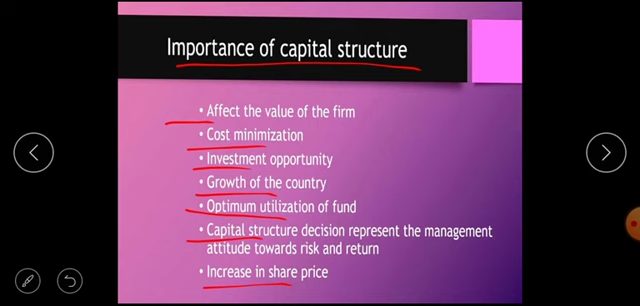 Importance of capital structure
• Affect the value of the firm
• Cost minimization
• Investment opportunity
• Growth of the country
• Optimum utilization of fund
• Capital structure decision represent the management
attitude towards risk and return
• Increase in share price